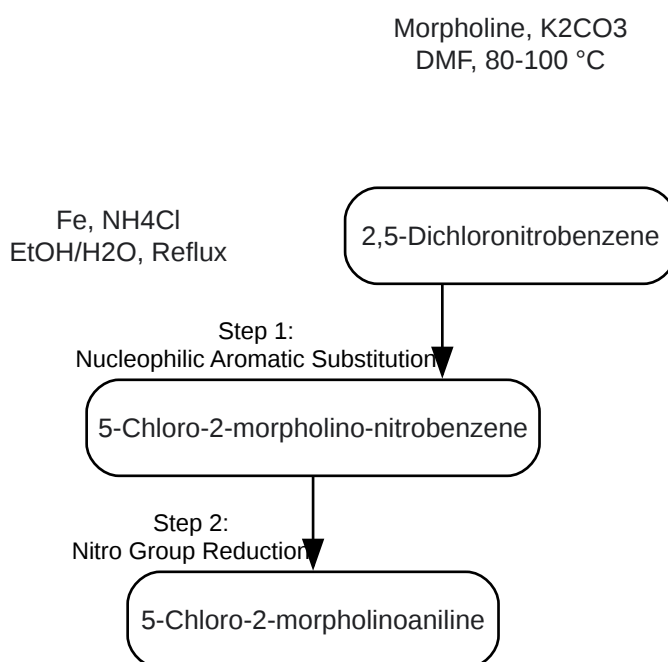 Morpholine, K2CO3
DMF, 80-100 °C
Fe, NH4Cl
EtOH/H2O, Reflux
2,5-Dichloronitrobenzene
Step 1:
Nucleophilic Aromatic Substitution
5-Chloro-2-morpholino-nitrobenzene
Step 2:
Nitro Group Reduction
5-Chloro-2-morpholinoaniline